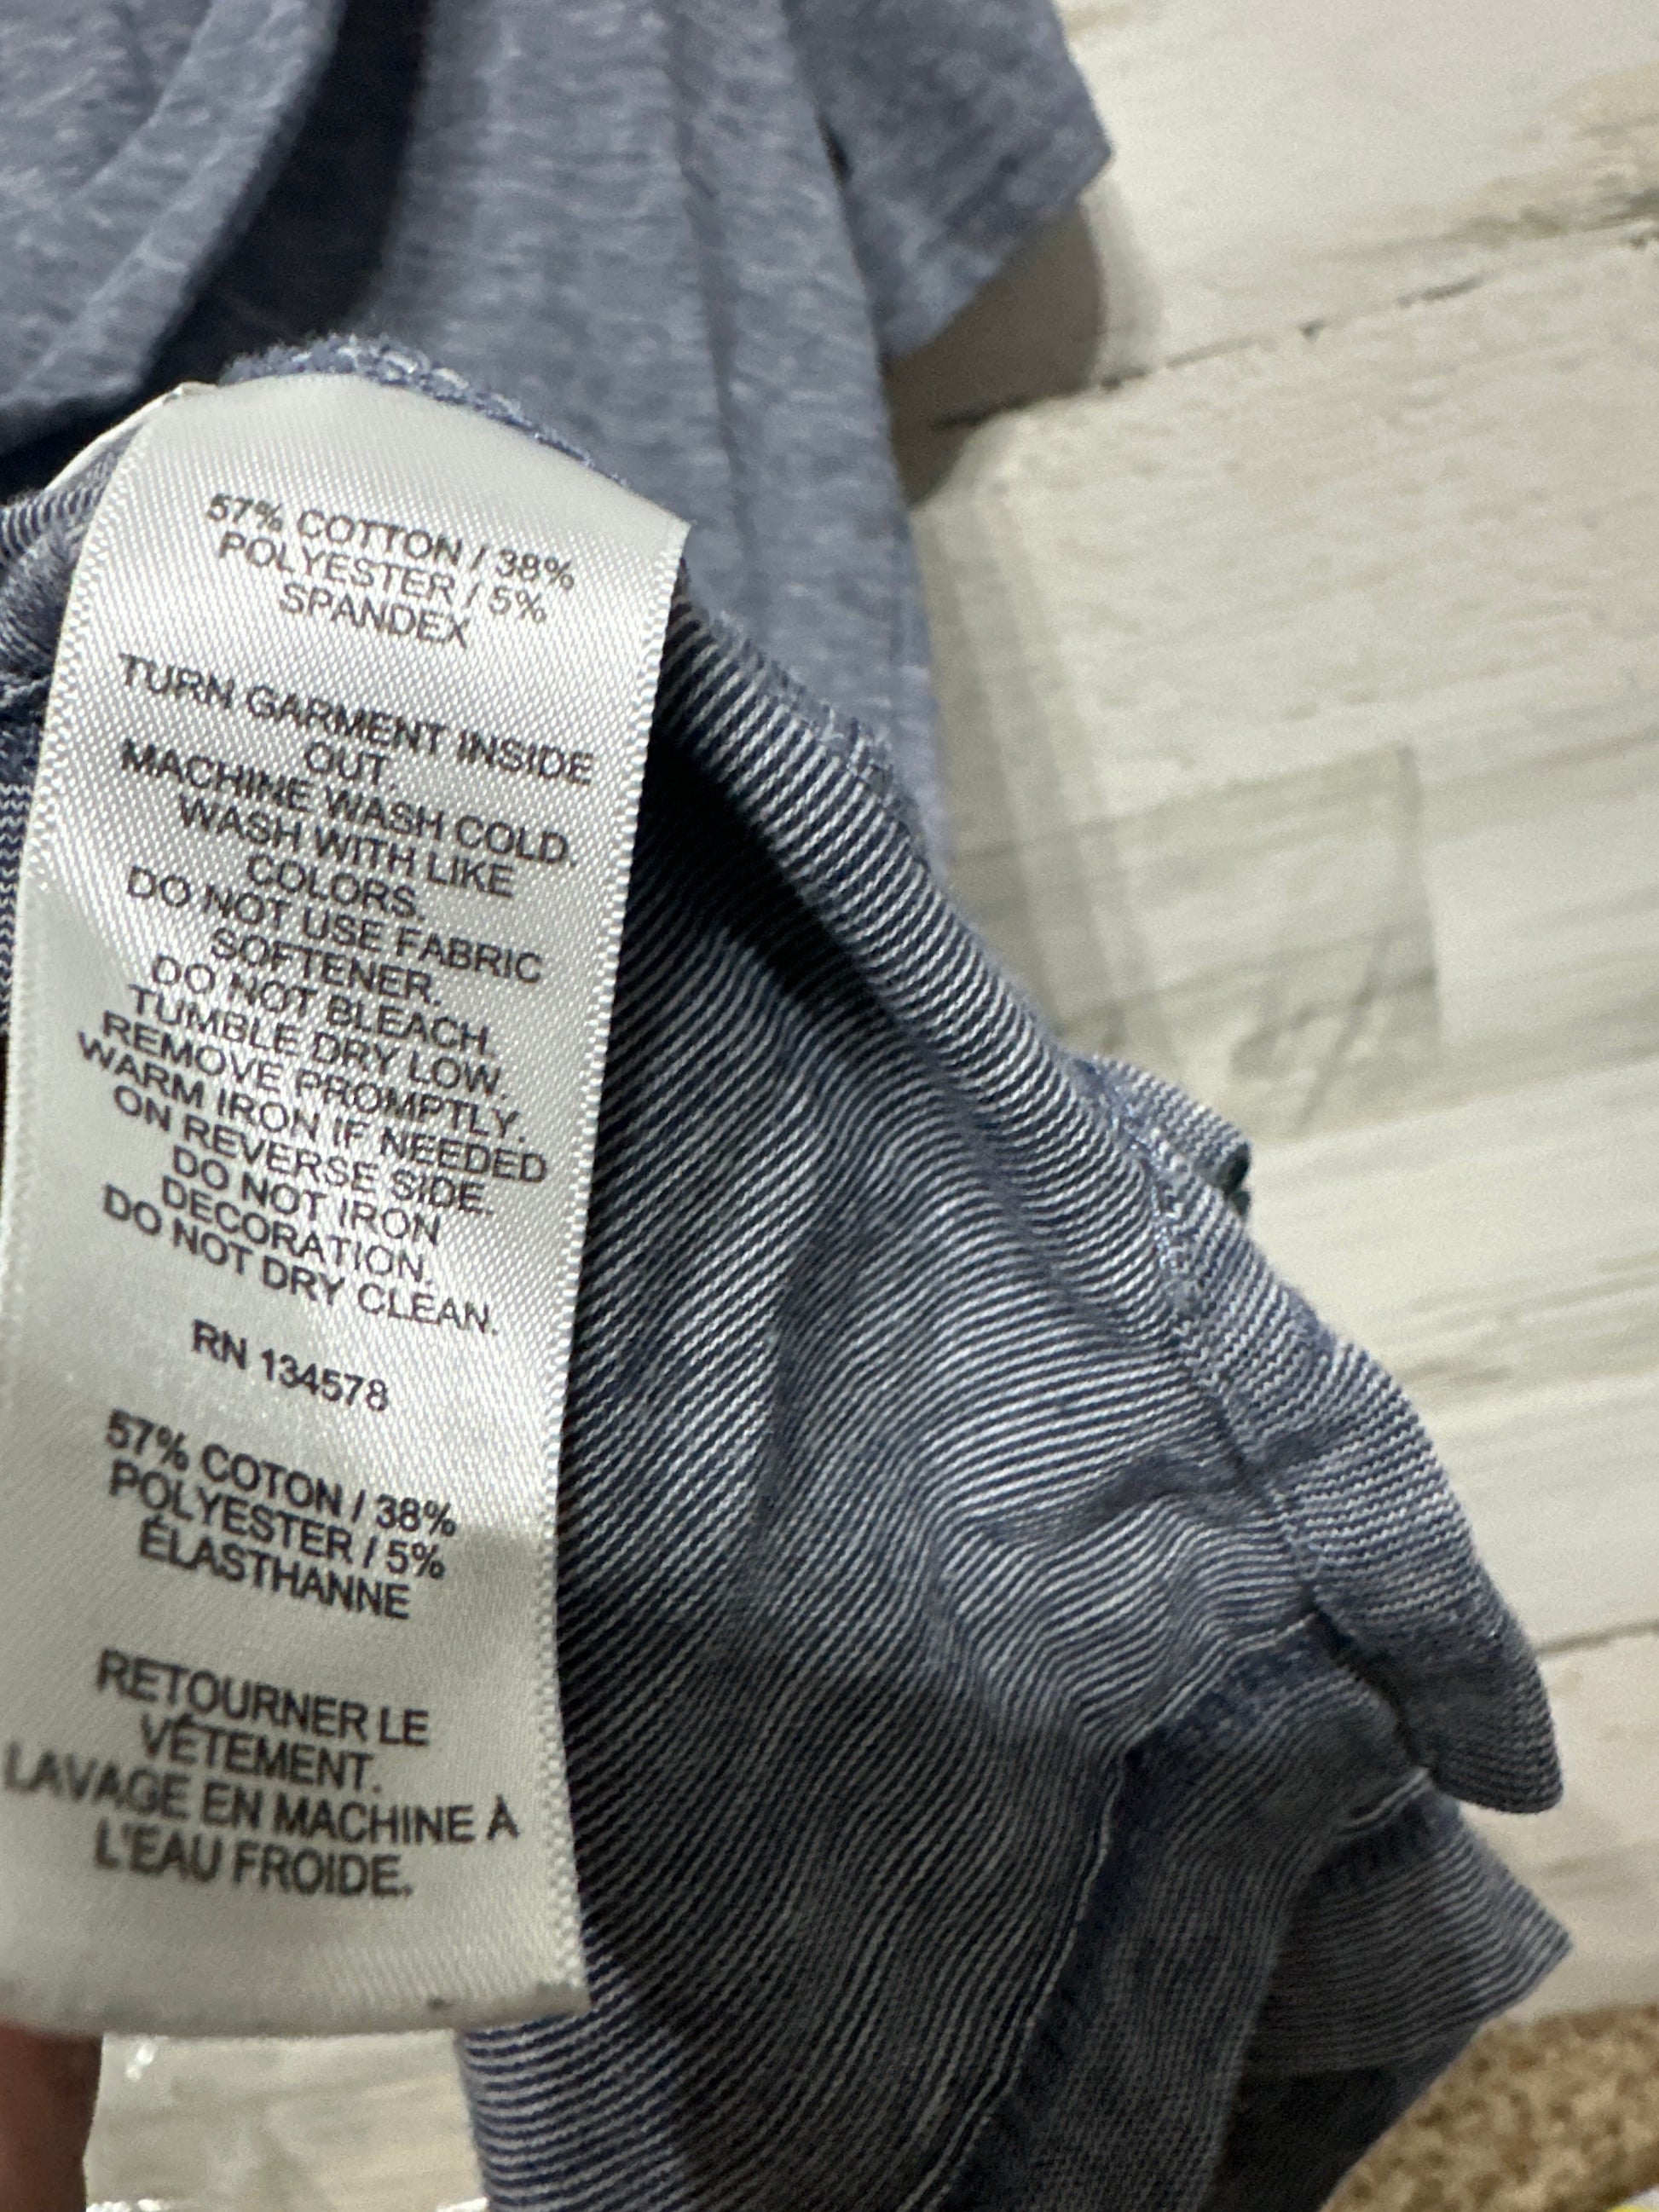 57% COTTON / 38%
POLYESTER / 5%
SPANDEX
TURN GARMENT INSIDE
OUT
MACHINE WASH COLD.
WASH WITH LIKE
COLORS.
DO NOT USE FABRIC
SOFTENER.
DO NOT BLEACH.
TUMBLE DRY LOW.
REMOVE PROMPTLY.
WARM IRON IF NEEDED
ON REVERSE SIDE.
DO NOT IRON
DECORATION.
DO NOT DRY CLEAN.
RN 134578
57% COTON / 38%
POLYESTER / 5%
ÉLASTHANNE
RETOURNER LE
VÊTEMENT.
LAVAGE EN MACHINE À
L'EAU FROIDE.